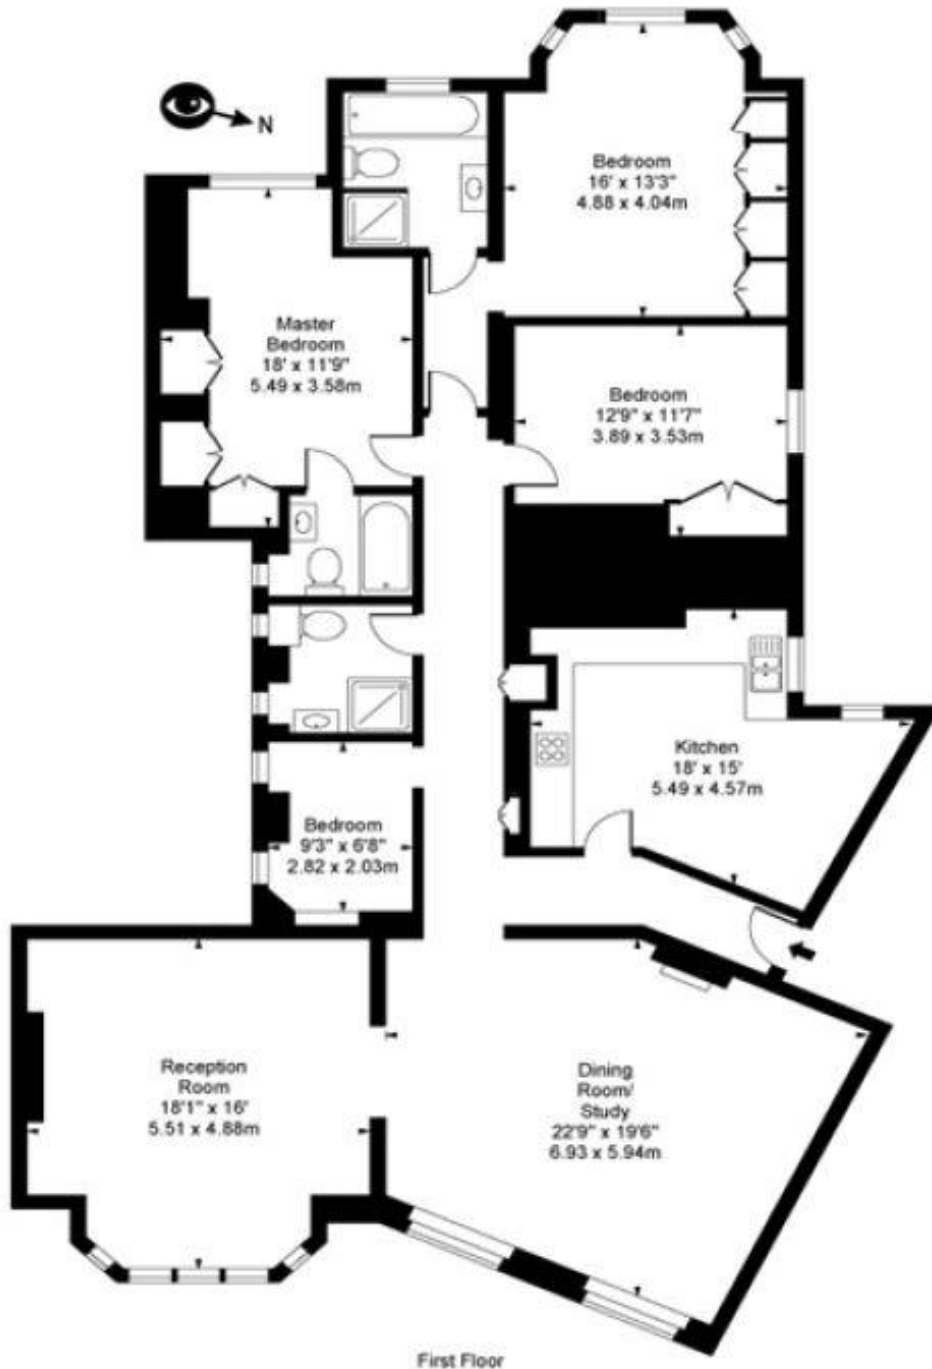 N
Bedroom
16' x 13'3"
4.88 x 4.04m
Master
Bedroom
18' x 11'9"
5.49 x 3.58m
Bedroom
12'9" x 11'7"
3.89 x 3.53m
Kitchen
18' x 15'
5.49 x 4.57m
Bedroom
9'3" x 6'8"
2.82 x 2.03m
Reception
Room
18'1" x 16'
5.51 x 4.88m
Dining
Room/
Study
22'9" x 19'6"
6.93 x 5.94m
First Floor